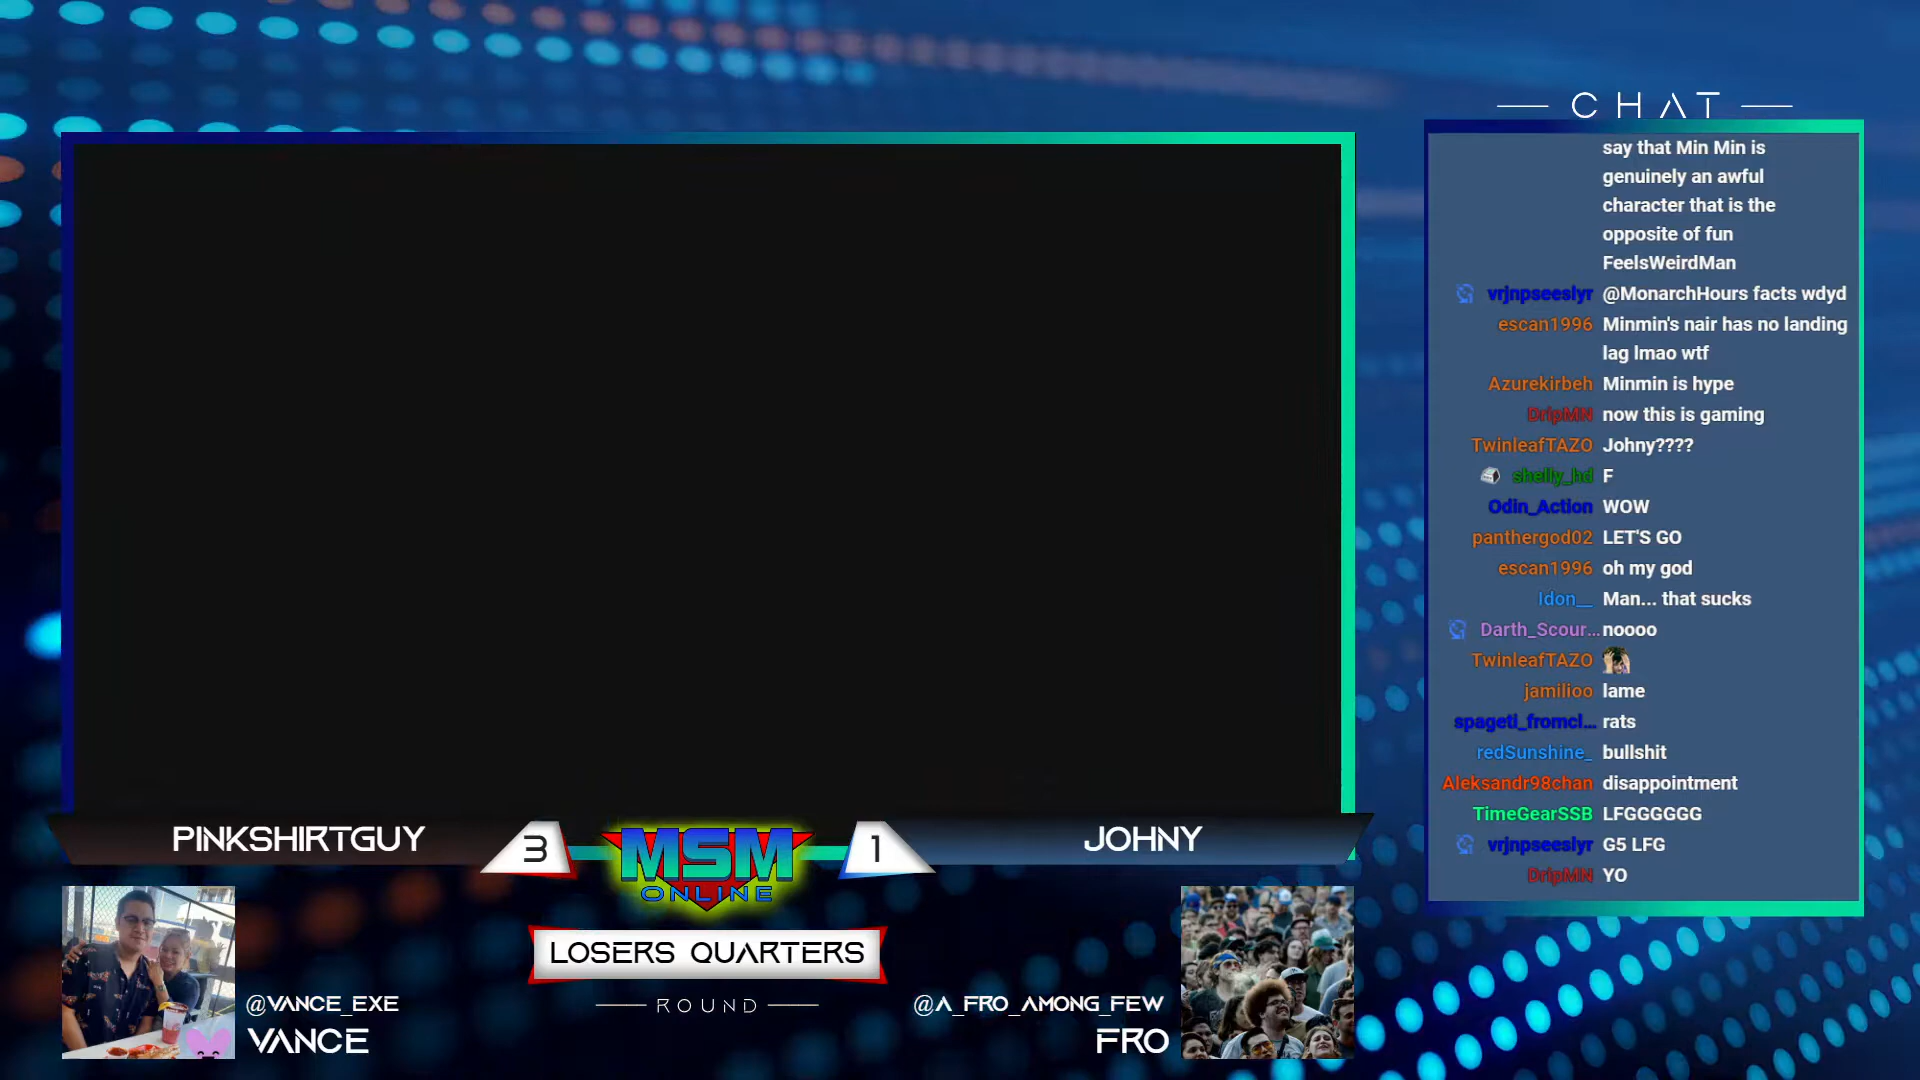 CHAT
say that Min Min is
genuinely an awful
character that is the
opposite of fun
FeelsWeirdMan
vrjnpseeslyr @MonarchHours facts wdyd
escan1996 Minmin's nair has no landing
lag lmao wtf
Azurekirbeh Minmin is hype
DripMN now this is gaming
TwinleafTAZO Johny????
shelly_hd F
Odin_Action WOW
panthergod02 LET'S GO
escan1996 oh my god
Idon__ Man... that sucks
Darth_Scour... noooo
TwinleafTAZO
jamilioo lame
spageti_fromcl... rats
redSunshine_ bullshit
Aleksandr98chan disappointment
TimeGearSSB LFGGGGGG
vrjnpseeslyr G5 LFG
DripMN YO
PINKSHIRTGUY 3 MSM 1 JOHNY
ONLINE
LOSERS QUARTERS
ROUND
@VANCE_EXE
VANCE
@A_FRO_AMONG_FEW
FRO